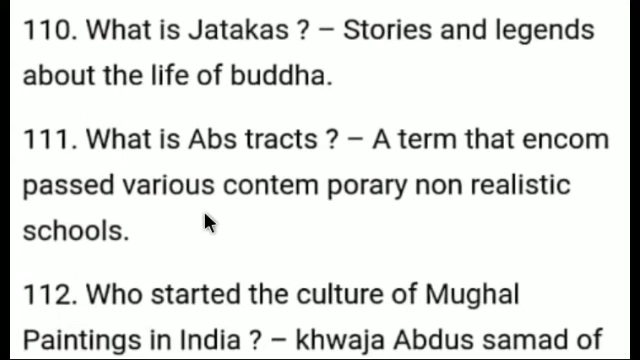 110. What is Jatakas ? – Stories and legends
about the life of buddha.
111. What is Abs tracts ? – A term that encom
passed various contem porary non realistic
schools.
112. Who started the culture of Mughal
Paintings in India ? – khwaja Abdus samad of